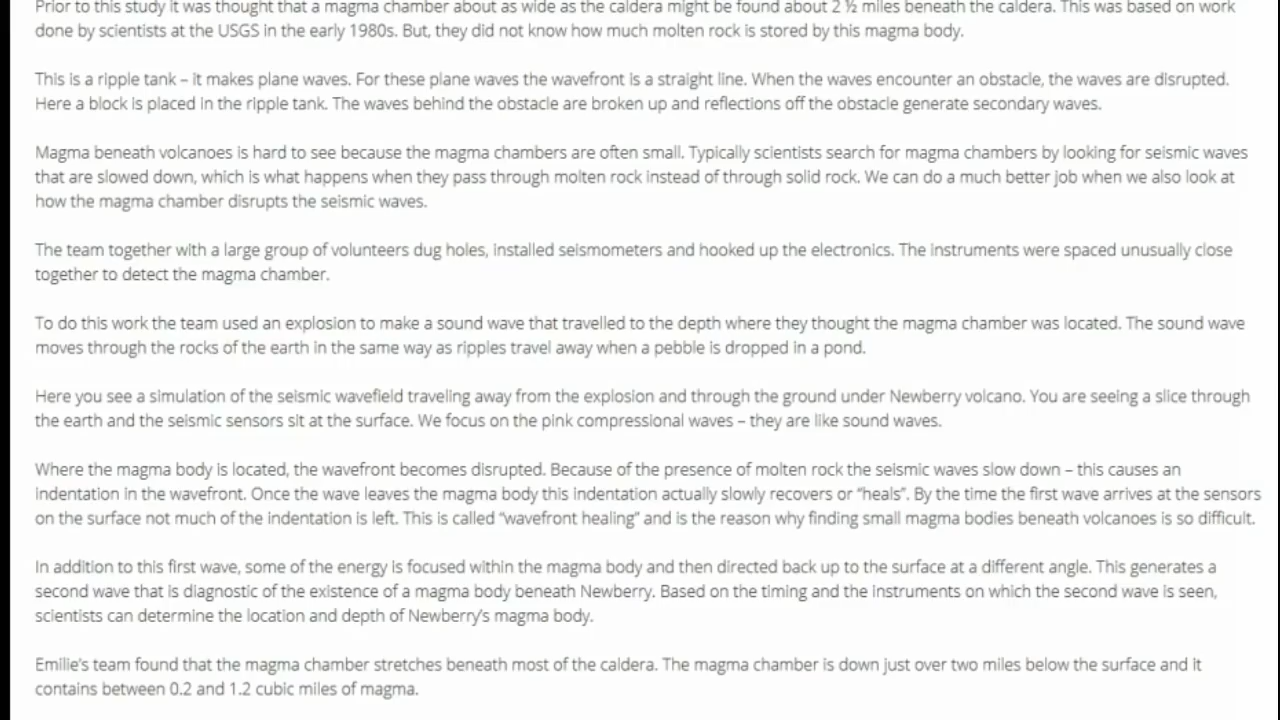 Prior to this study it was thought that a magma chamber about as wide as the caldera might be found about 2 ½ miles beneath the caldera. This was based on work
done by scientists at the USGS in the early 1980s. But, they did not know how much molten rock is stored by this magma body.
This is a ripple tank – it makes plane waves. For these plane waves the wavefront is a straight line. When the waves encounter an obstacle, the waves are disrupted.
Here a block is placed in the ripple tank. The waves behind the obstacle are broken up and reflections off the obstacle generate secondary waves.
Magma beneath volcanoes is hard to see because the magma chambers are often small. Typically scientists search for magma chambers by looking for seismic waves
that are slowed down, which is what happens when they pass through molten rock instead of through solid rock. We can do a much better job when we also look at
how the magma chamber disrupts the seismic waves.
The team together with a large group of volunteers dug holes, installed seismometers and hooked up the electronics. The instruments were spaced unusually close
together to detect the magma chamber.
To do this work the team used an explosion to make a sound wave that travelled to the depth where they thought the magma chamber was located. The sound wave
moves through the rocks of the earth in the same way as ripples travel away when a pebble is dropped in a pond.
Here you see a simulation of the seismic wavefield traveling away from the explosion and through the ground under Newberry volcano. You are seeing a slice through
the earth and the seismic sensors sit at the surface. We focus on the pink compressional waves – they are like sound waves.
Where the magma body is located, the wavefront becomes disrupted. Because of the presence of molten rock the seismic waves slow down – this causes an
indentation in the wavefront. Once the wave leaves the magma body this indentation actually slowly recovers or “heals”. By the time the first wave arrives at the sensors
on the surface not much of the indentation is left. This is called “wavefront healing” and is the reason why finding small magma bodies beneath volcanoes is so difficult.
In addition to this first wave, some of the energy is focused within the magma body and then directed back up to the surface at a different angle. This generates a
second wave that is diagnostic of the existence of a magma body beneath Newberry. Based on the timing and the instruments on which the second wave is seen,
scientists can determine the location and depth of Newberry’s magma body.
Emilie’s team found that the magma chamber stretches beneath most of the caldera. The magma chamber is down just over two miles below the surface and it
contains between 0.2 and 1.2 cubic miles of magma.